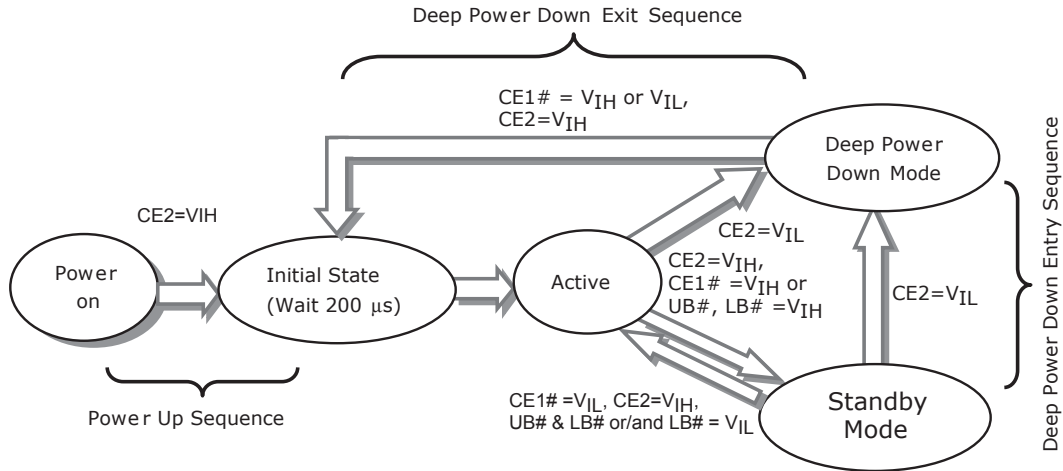 Deep Power Down Exit Sequence
CE1# = VIH or VIL,
CE2=VIH
Deep Power
Down Mode
CE2=VIH
Power
on
Initial State
(Wait 200 μs)
Active
CE2=VIL
CE2=VIH,
CE1# =VIH or
UB#, LB# =VIH
CE2=VIL
Deep Power Down Entry Sequence
Power Up Sequence
CE1# =VIL, CE2=VIH,
UB# & LB# or/and LB# = VIL
Standby
Mode